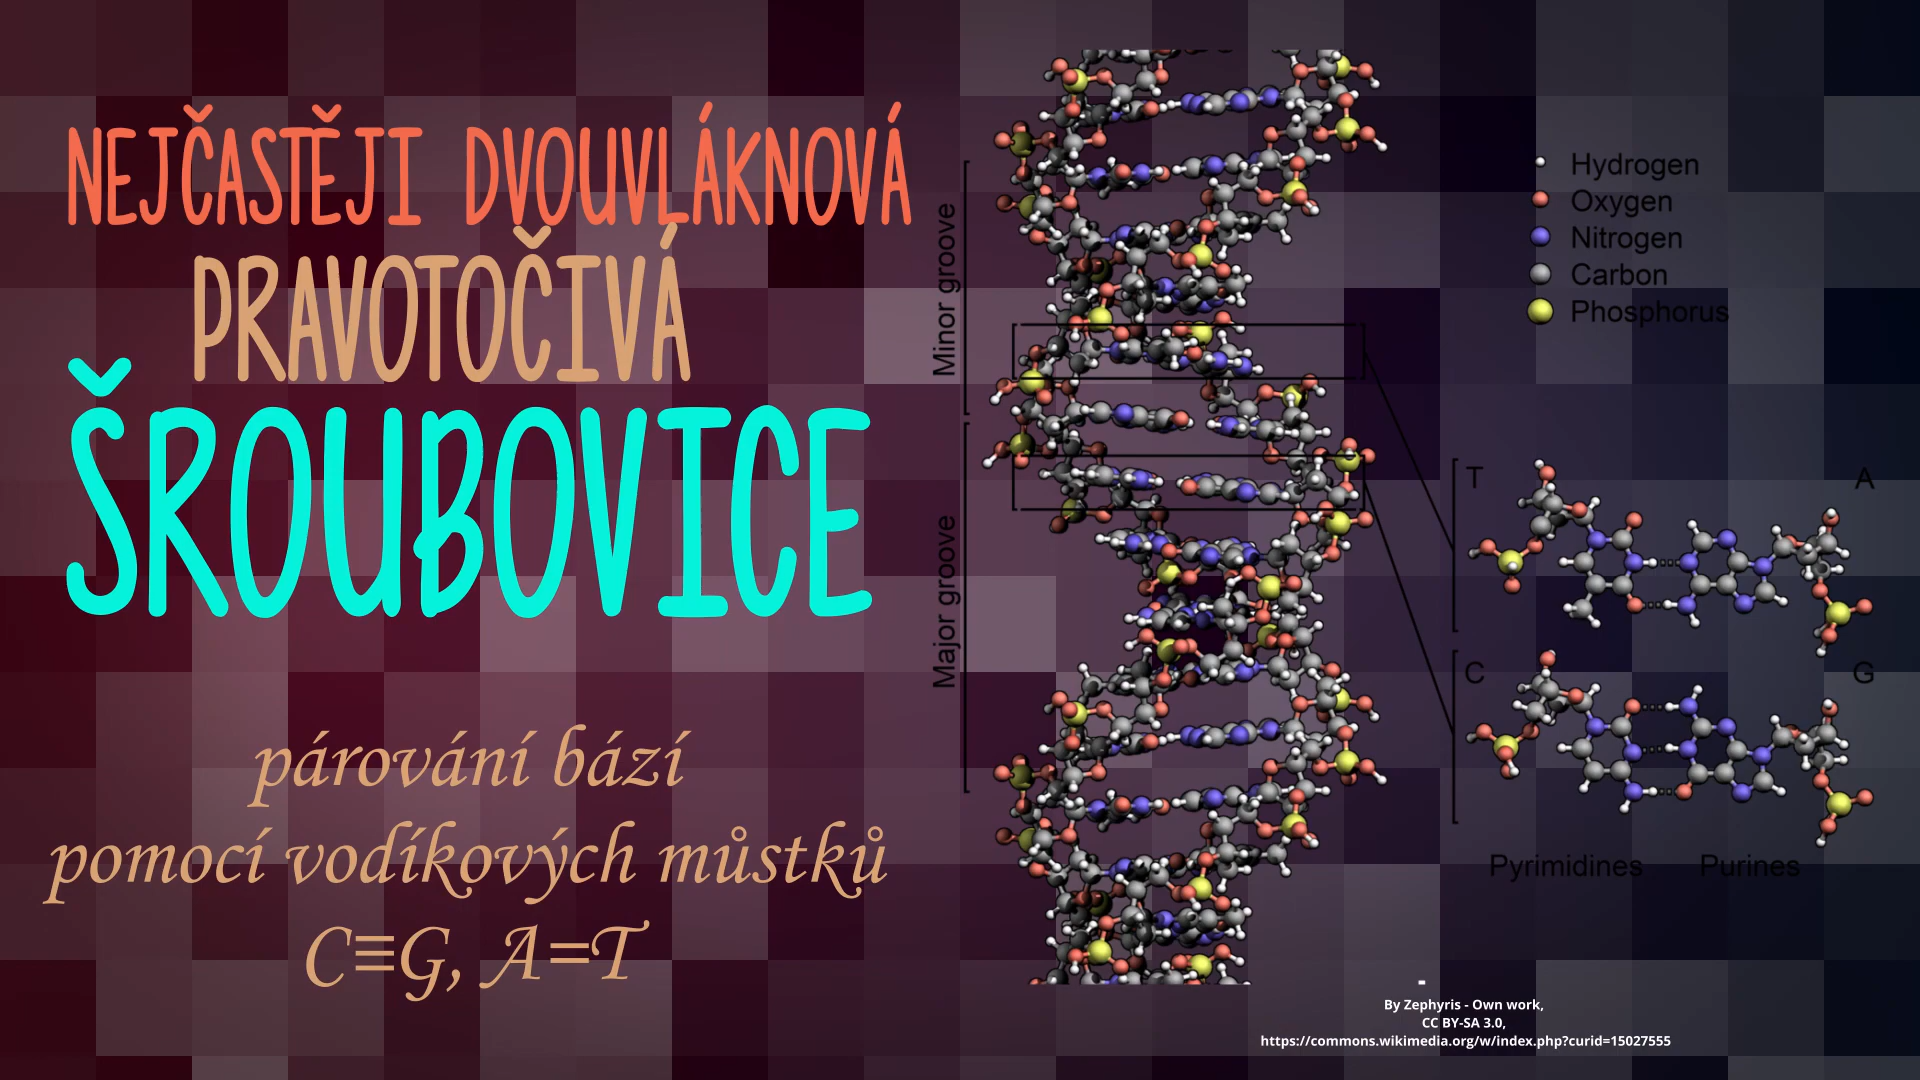 NEJČASTĚJI DVOUVLÁKNOVÁ
PRAVOTOČIVÁ
ŠROUBOVICE
párování bází
pomocí vodíkových můstků
C≡G, A=T
Minor groove
Major groove
Hydrogen
Oxygen
Nitrogen
Carbon
Phosphorus
T A
C G
Pyrimidines Purines
-
By Zephyris - Own work,
CC BY-SA 3.0,
https://commons.wikimedia.org/w/index.php?curid=15027555